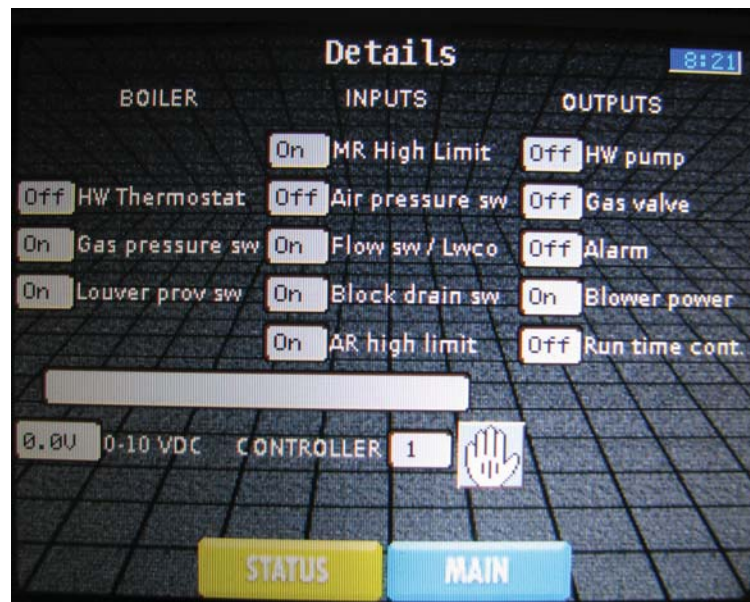 Details
8:21
BOILER INPUTS OUTPUTS
On MR High Limit Off HW pump
Off HW Thermostat Off Air pressure sw Off Gas valve
On Gas pressure sw On Flow sw / Lwco Off Alarm
On Louver prov sw On Block drain sw On Blower power
On AR high limit Off Run time cont.
0.0V 0-10 VDC CONTROLLER 1
STATUS MAIN